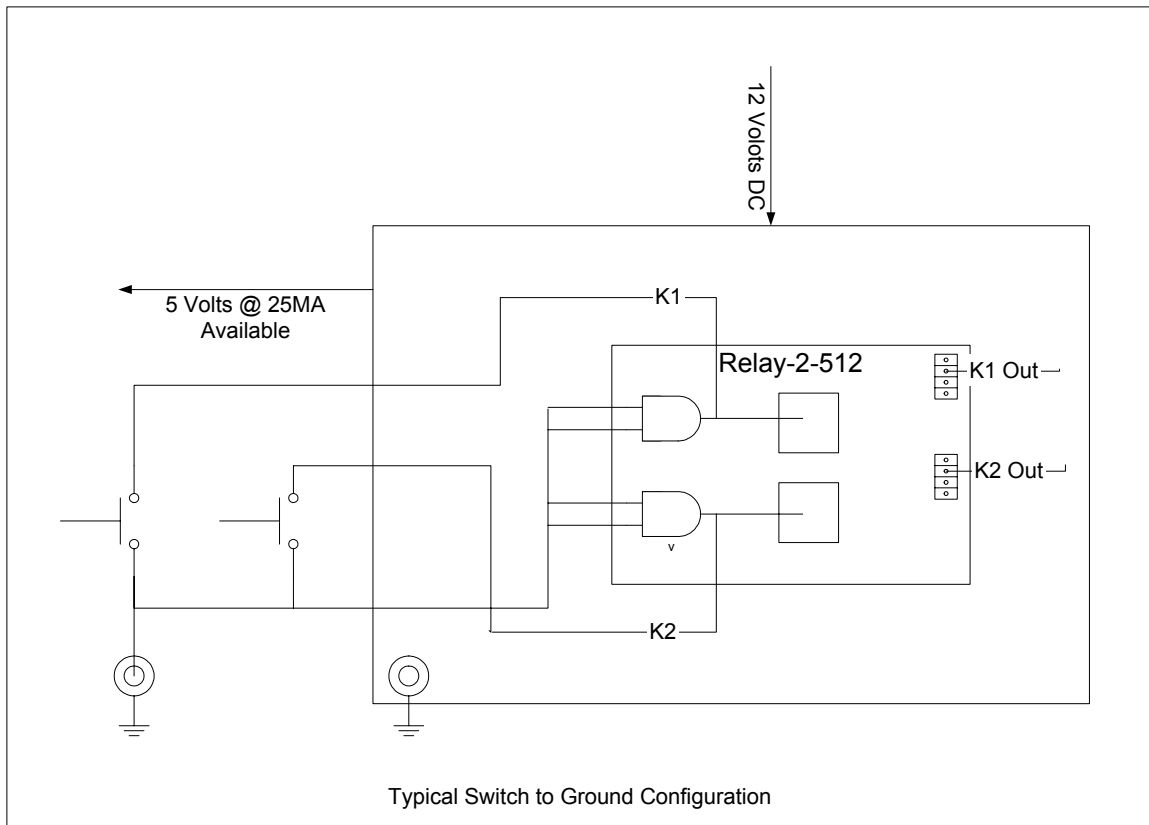 12 Volots DC
5 Volts @ 25MA
Available
K1
Relay-2-512
K1 Out
K2 Out
v
K2
Typical Switch to Ground Configuration